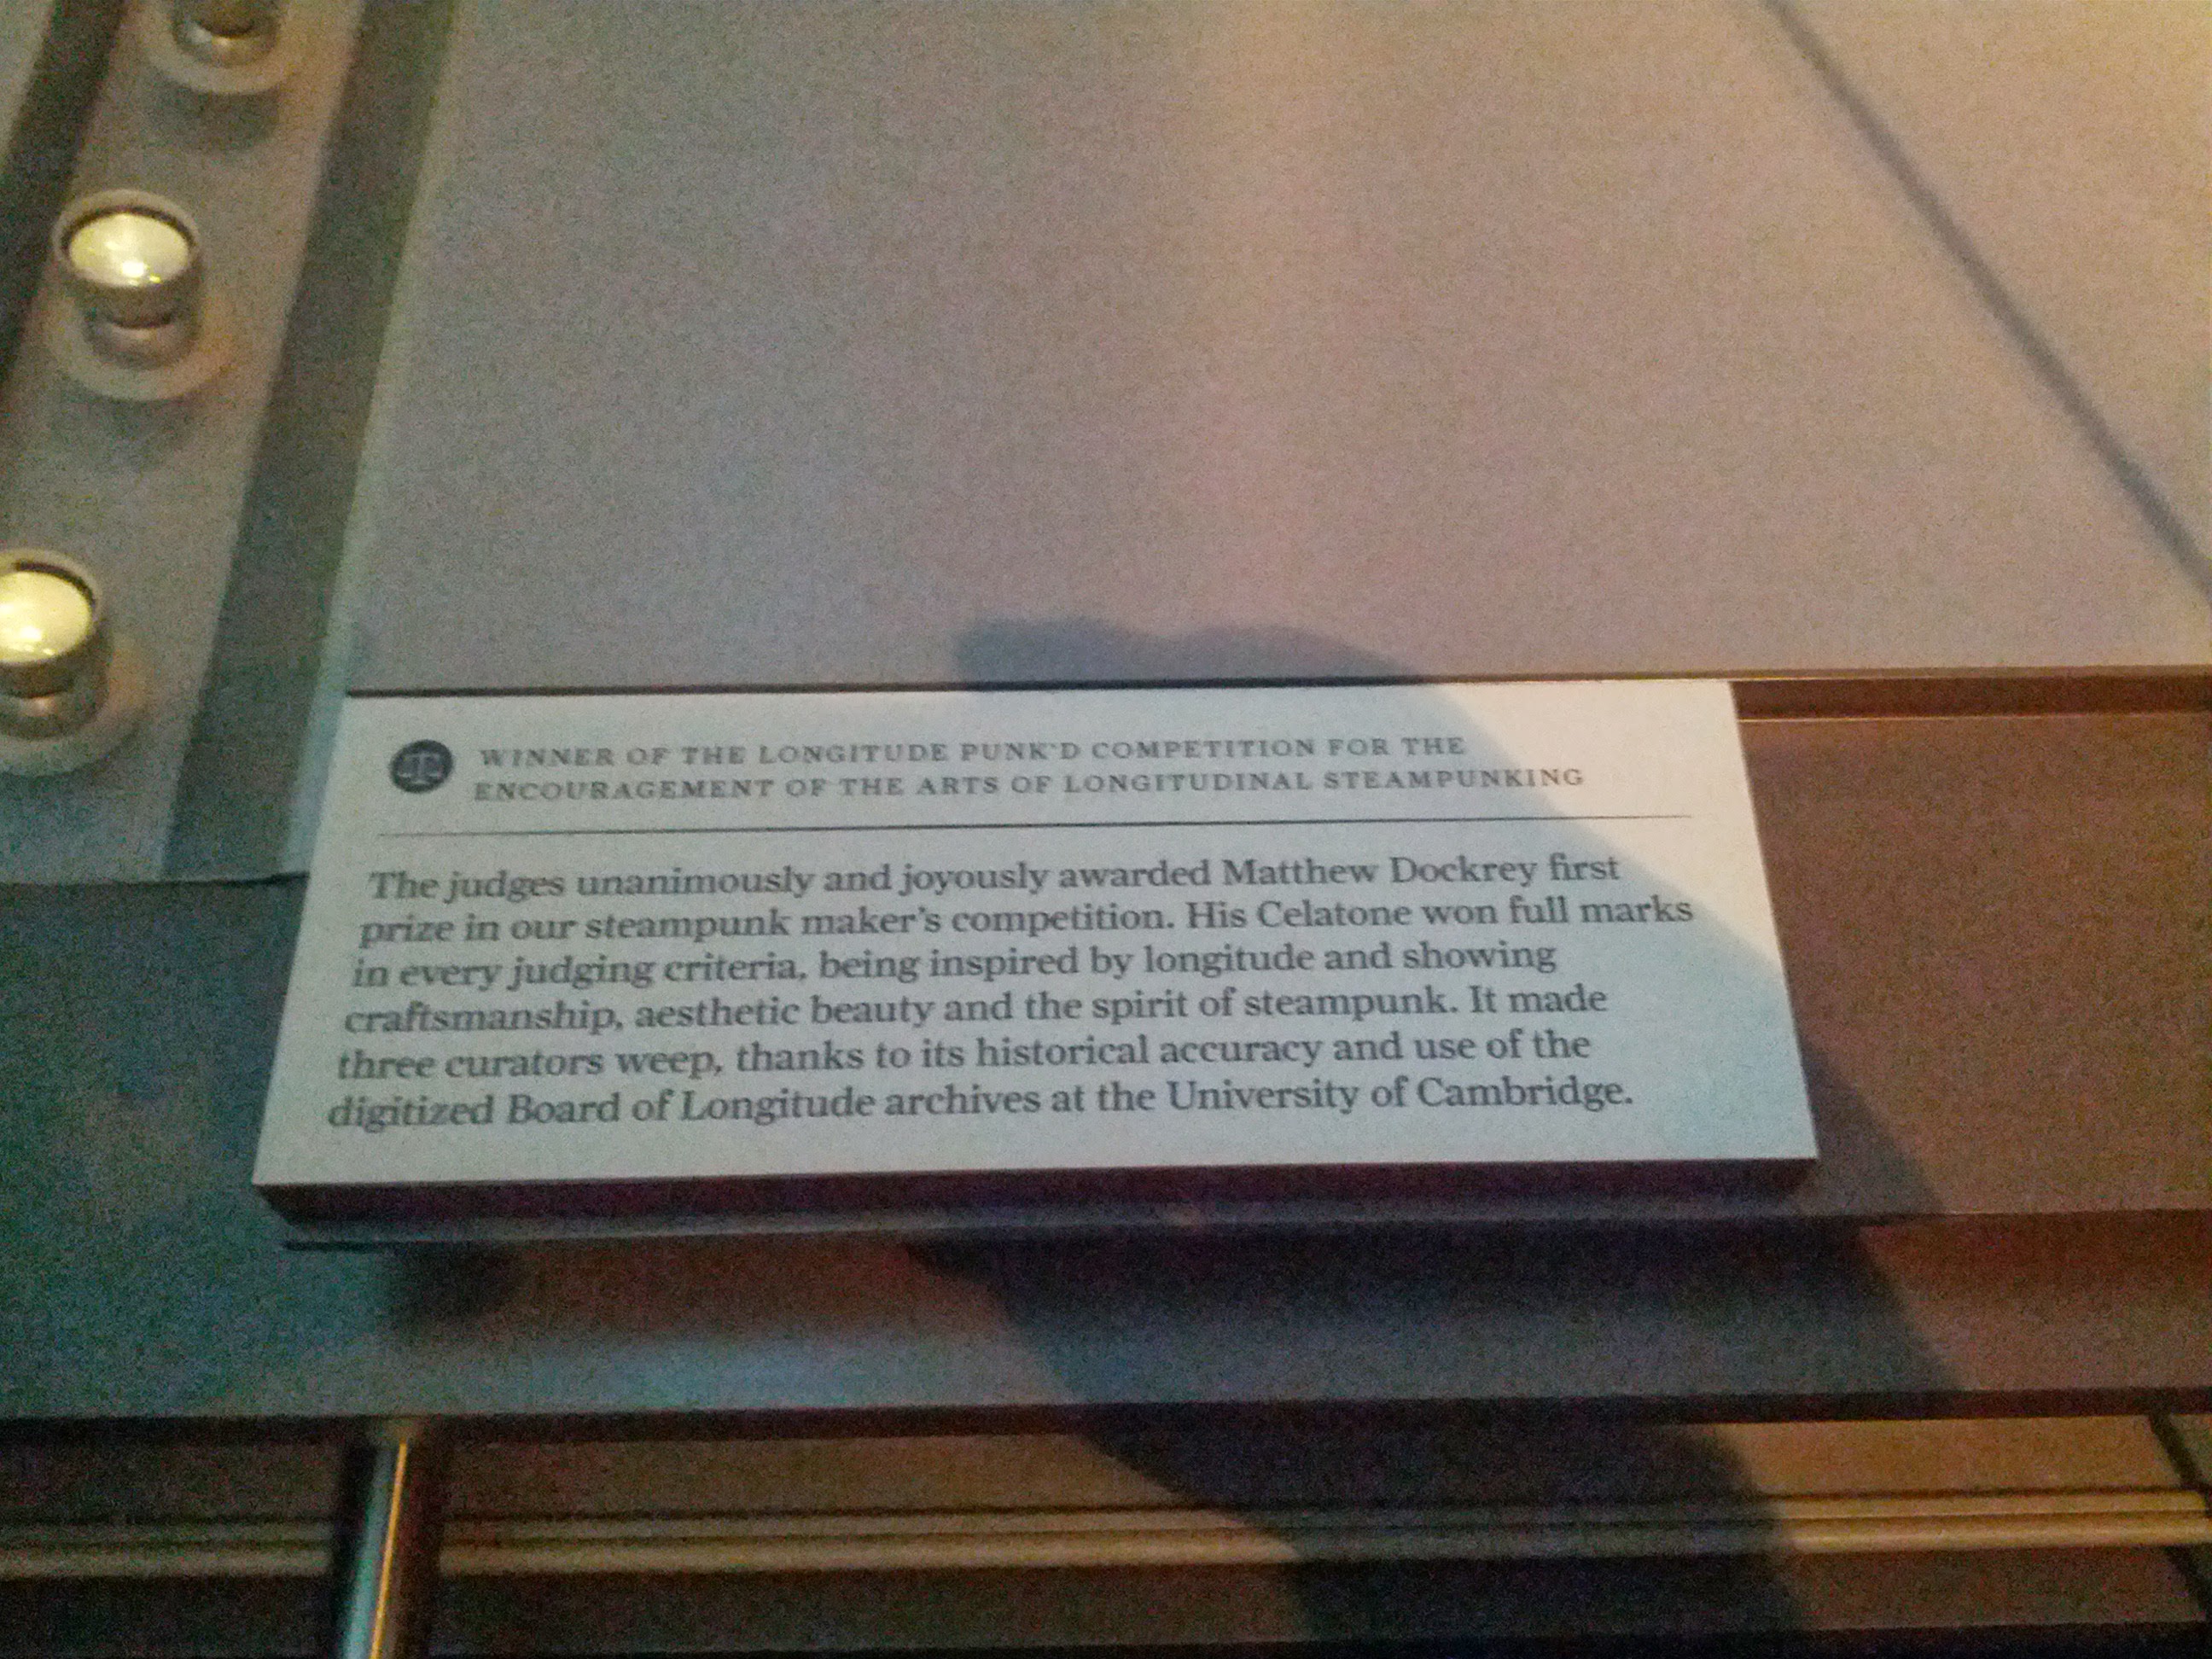 WINNER OF THE LONGITUDE PUNK'D COMPETITION FOR THE
ENCOURAGEMENT OF THE ARTS OF LONGITUDINAL STEAMPUNKING
The judges unanimously and joyously awarded Matthew Dockrey first
prize in our steampunk maker's competition. His Celatone won full marks
in every judging criteria, being inspired by longitude and showing
craftsmanship, aesthetic beauty and the spirit of steampunk. It made
three curators weep, thanks to its historical accuracy and use of the
digitized Board of Longitude archives at the University of Cambridge.